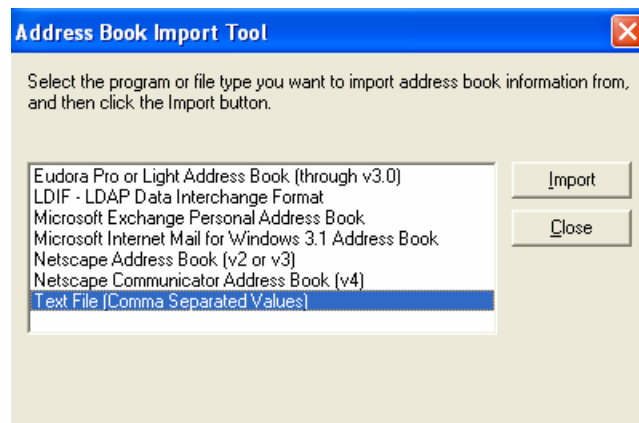 Address Book Import Tool
Select the program or file type you want to import address book information from,
and then click the Import button.
Eudora Pro or Light Address Book (through v3.0)
LDIF - LDAP Data Interchange Format
Microsoft Exchange Personal Address Book
Microsoft Internet Mail for Windows 3.1 Address Book
Netscape Address Book (v2 or v3)
Netscape Communicator Address Book (v4)
Text File (Comma Separated Values)
Import
Close